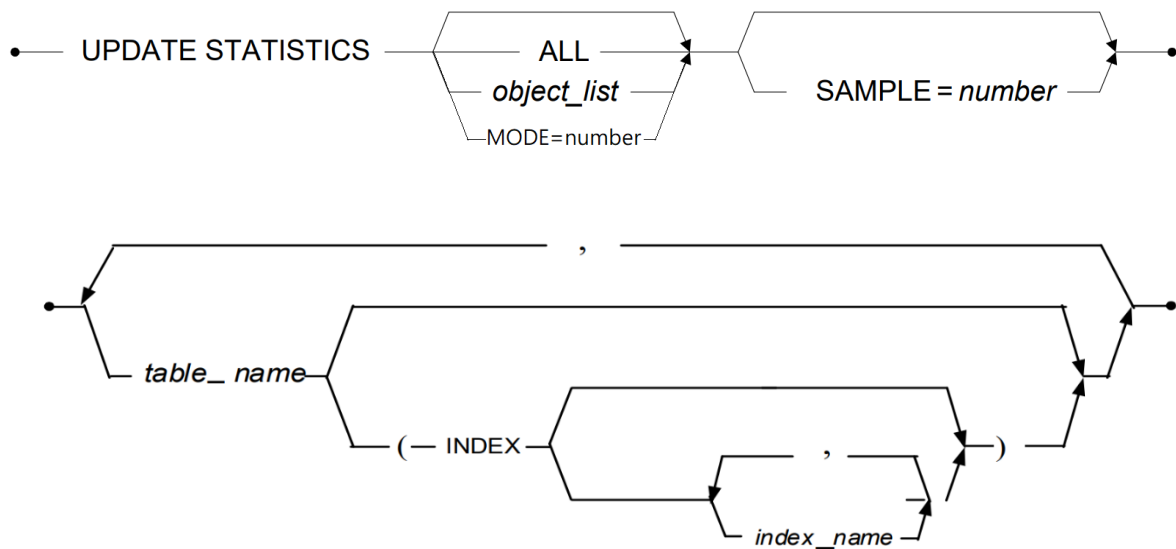 UPDATE STATISTICS ALL
object_list SAMPLE = number
MODE=number
,
table_ name
( INDEX )
,
index_name